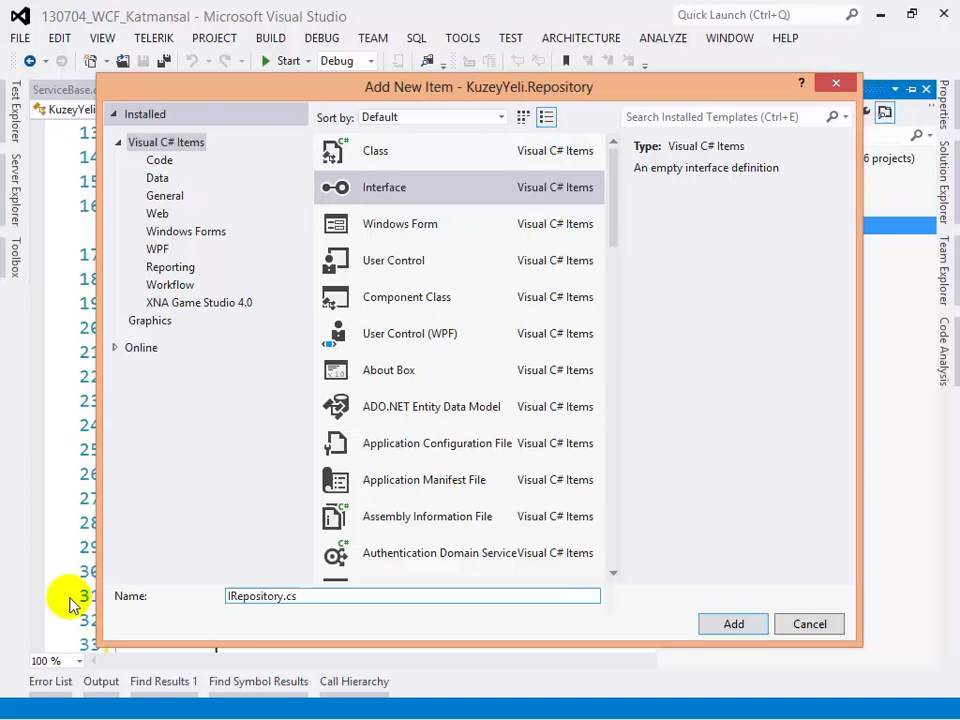 130704_WCF_Katmansal - Microsoft Visual Studio
Quick Launch (Ctrl+Q)
FILE EDIT VIEW TELERIK PROJECT BUILD DEBUG TEAM SQL TOOLS TEST ARCHITECTURE ANALYZE WINDOW HELP
Start Debug
Add New Item - KuzeyYeli.Repository
?
ServiceBase.c
KuzeyYeli
Test Explorer
Server Explorer
Toolbox
Properties
Solution Explorer
Team Explorer
Code Analysis
6 projects)
Installed
Sort by: Default
Search Installed Templates (Ctrl+E)
Visual C# Items
Code
Data
General
Web
Windows Forms
WPF
Reporting
Workflow
XNA Game Studio 4.0
Graphics
Online
Class Visual C# Items
Interface Visual C# Items
Windows Form Visual C# Items
User Control Visual C# Items
Component Class Visual C# Items
User Control (WPF) Visual C# Items
About Box Visual C# Items
ADO.NET Entity Data Model Visual C# Items
Application Configuration File Visual C# Items
Application Manifest File Visual C# Items
Assembly Information File Visual C# Items
Authentication Domain Service Visual C# Items
Type: Visual C# Items
An empty interface definition
13
14
15
16
17
18
19
20
21
22
23
24
25
26
27
28
29
30
31
32
33
Name: IRepository.cs
Add Cancel
100 %
Error List Output Find Results 1 Find Symbol Results Call Hierarchy